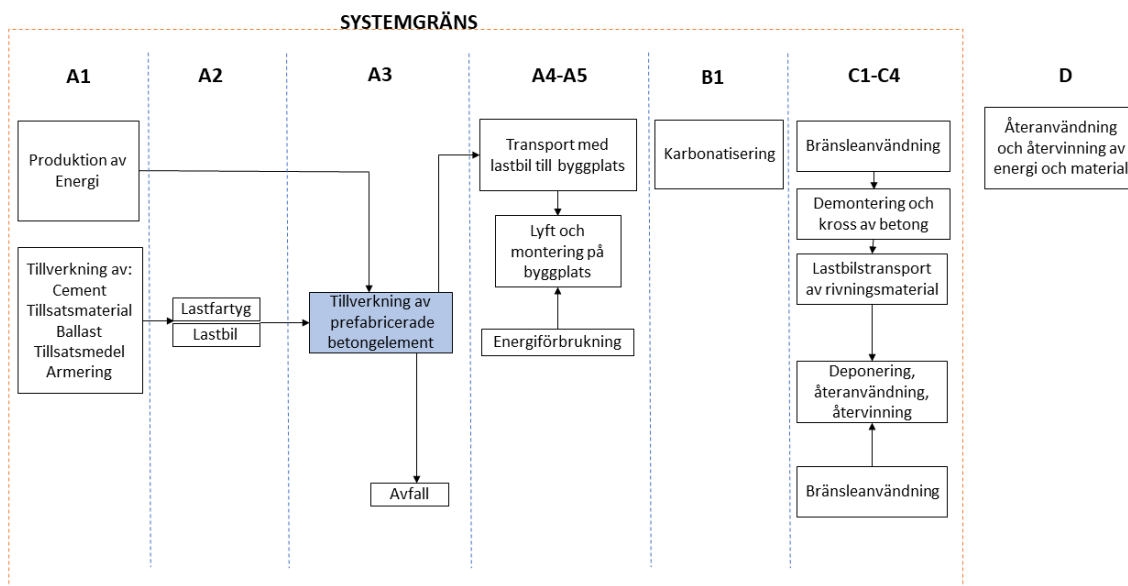 SYSTEMGRÄNS
A1
A2
A3
A4-A5
B1
C1-C4
D
Produktion av
Energi
Tillverkning av:
Cement
Tillsatsmaterial
Ballast
Tillsatsmedel
Armering
Lastfartyg
Lastbil
Tillverkning av
prefabricerade
betongelement
Avfall
Transport med
lastbil till byggplats
Lyft och
montering på
byggplats
Energiförbrukning
Karbonatisering
Bränsleanvändning
Demontering och
kross av betong
Lastbilstransport
av rivningsmaterial
Deponering,
återanvändning,
återvinning
Bränsleanvändning
Återanvändning
och återvinning av
energi och material